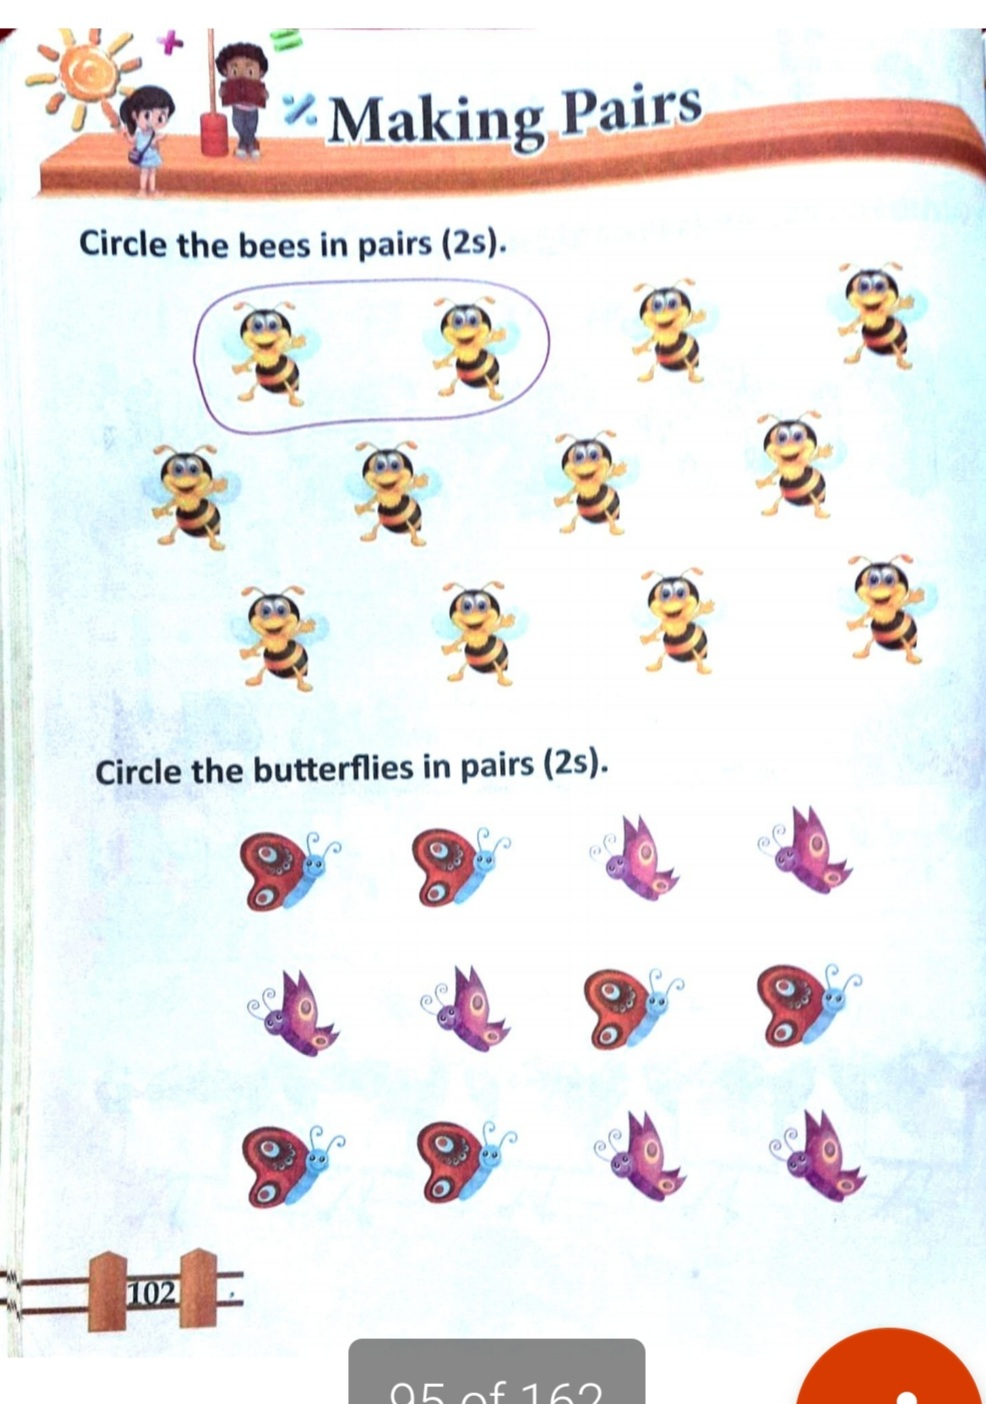 Making Pairs
Circle the bees in pairs (2s).
Circle the butterflies in pairs (2s).
102
95 of 162